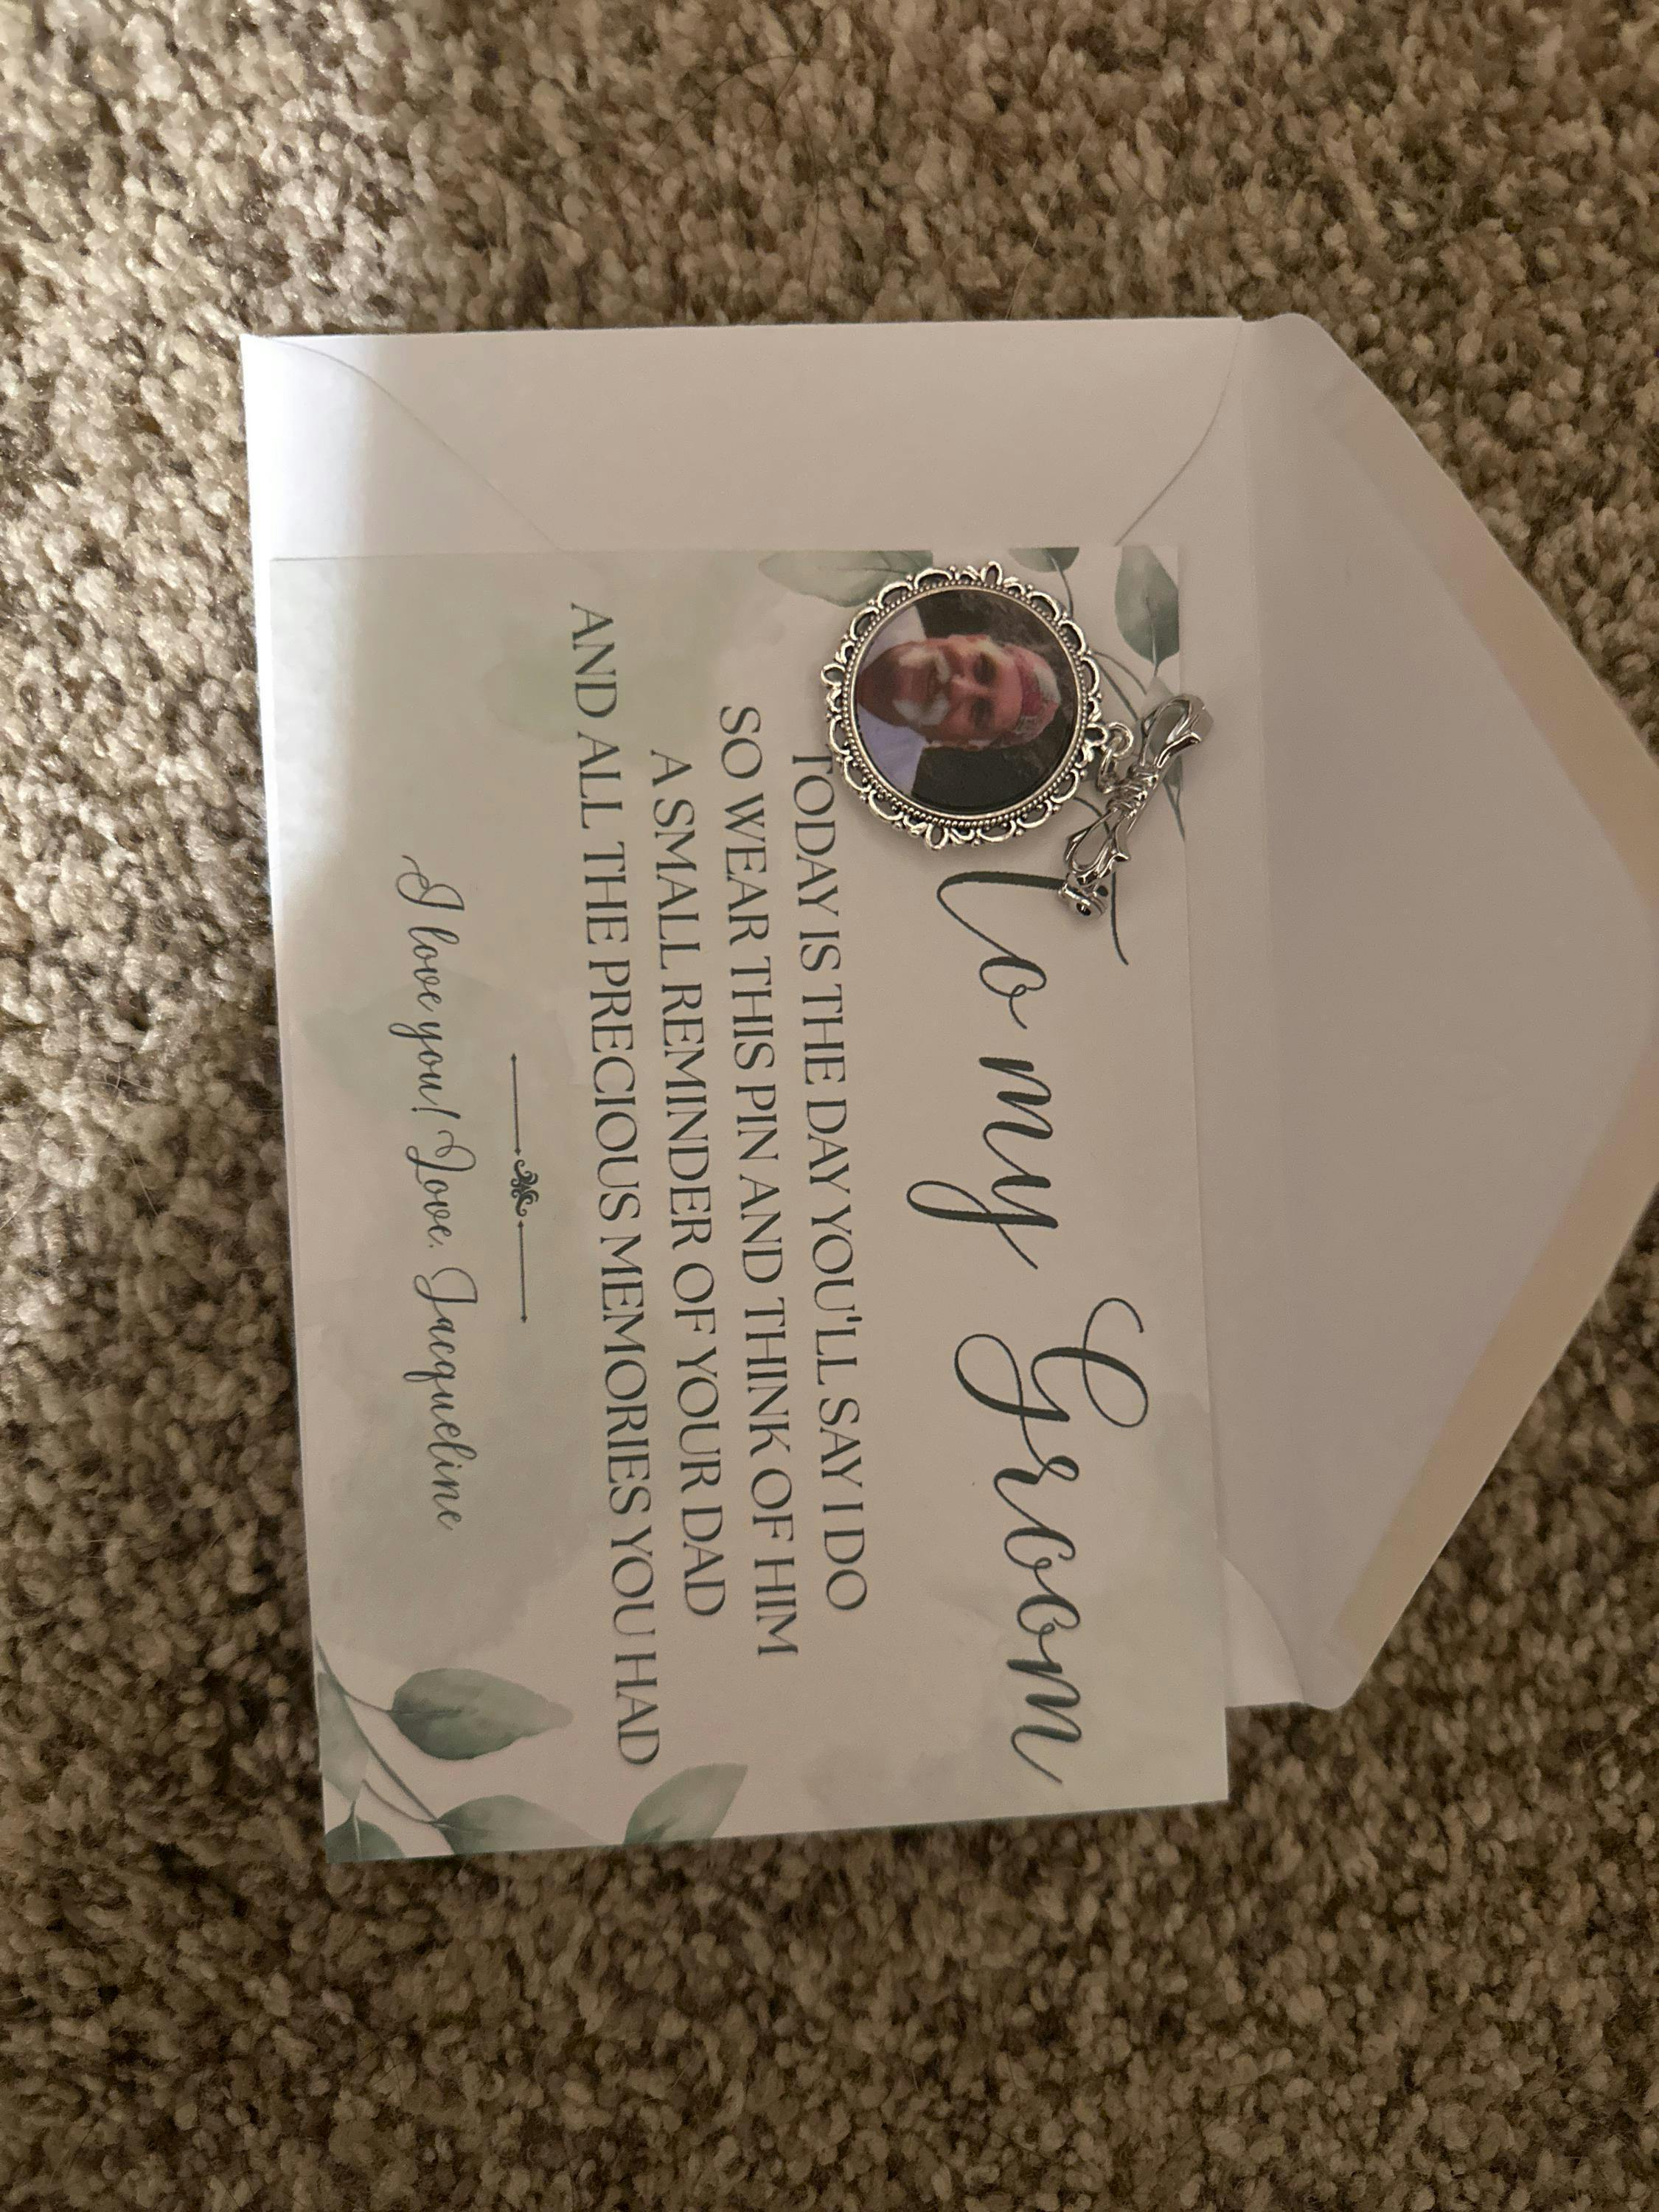 To my Groom
TODAY IS THE DAY YOU'LL SAY I DO
SO WEAR THIS PIN AND THINK OF HIM
A SMALL REMINDER OF YOUR DAD
AND ALL THE PRECIOUS MEMORIES YOU HAD
I love you! Love, Jacqueline